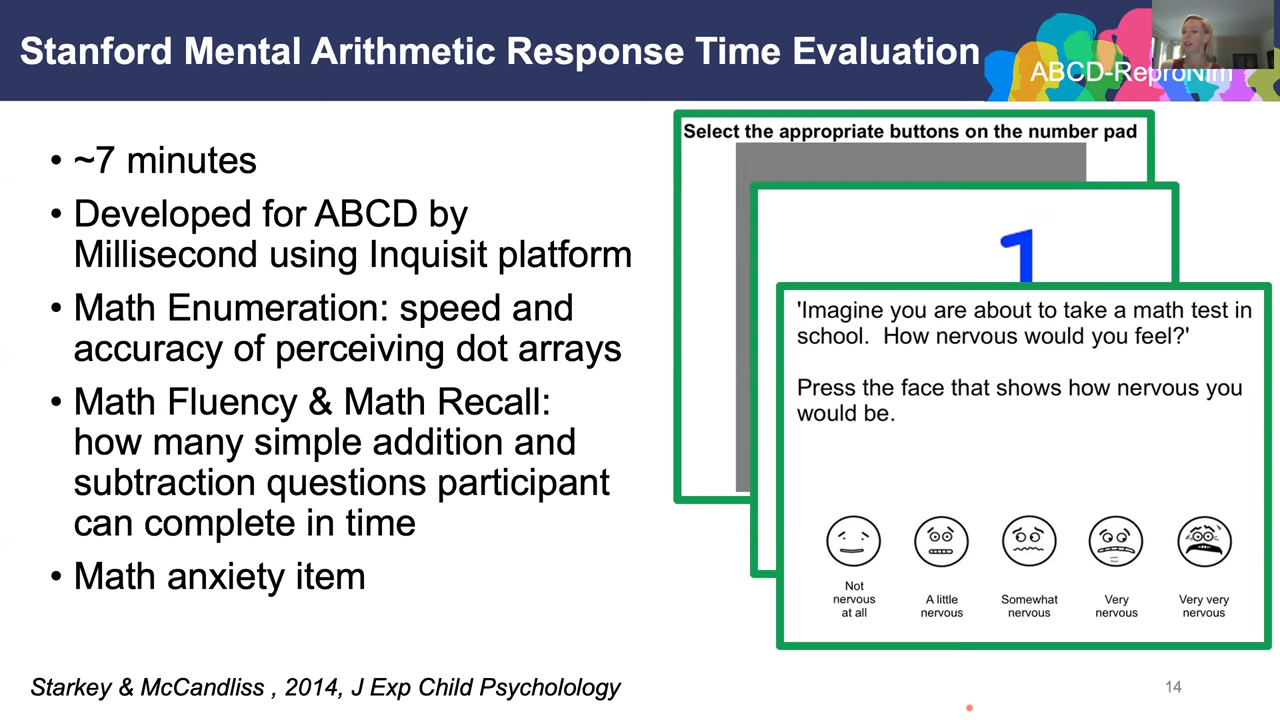 Stanford Mental Arithmetic Response Time Evaluation
ABCD-ReproNim
• ~7 minutes
• Developed for ABCD by
Millisecond using Inquisit platform
• Math Enumeration: speed and
accuracy of perceiving dot arrays
• Math Fluency & Math Recall:
how many simple addition and
subtraction questions participant
can complete in time
• Math anxiety item
Select the appropriate buttons on the number pad
1
'Imagine you are about to take a math test in
school. How nervous would you feel?'
Press the face that shows how nervous you
would be.
Not
nervous
at all
A little
nervous
Somewhat
nervous
Very
nervous
Very very
nervous
Starkey & McCandliss , 2014, J Exp Child Psycholology
14